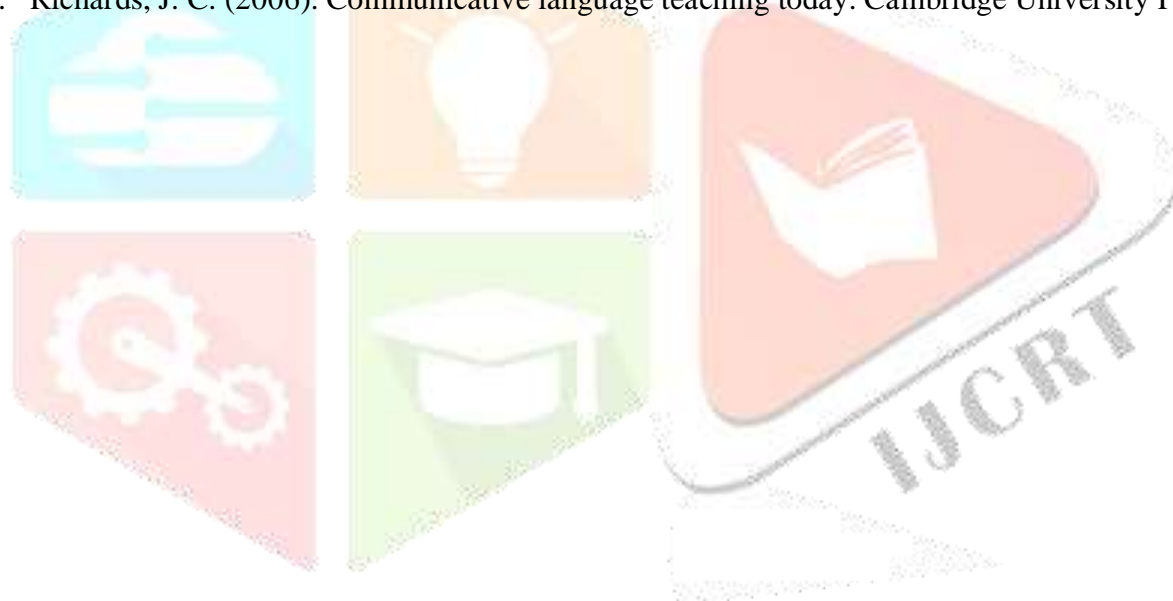 . Richards, J. C. (2006). Communicative language teaching today. Cambridge University
IJCRT